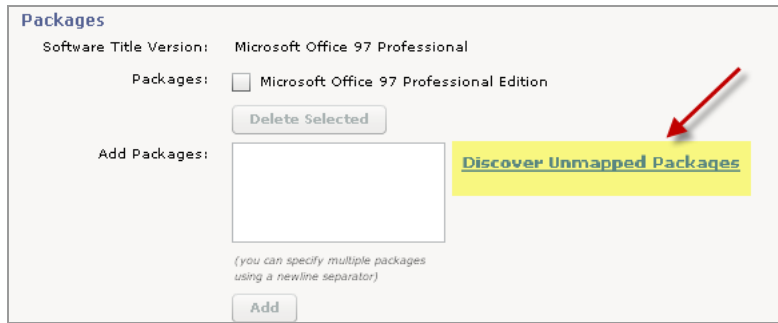 Packages
Software Title Version: Microsoft Office 97 Professional
Packages: Microsoft Office 97 Professional Edition
Delete Selected
Add Packages:
Discover Unmapped Packages
(you can specify multiple packages
using a newline separator)
Add